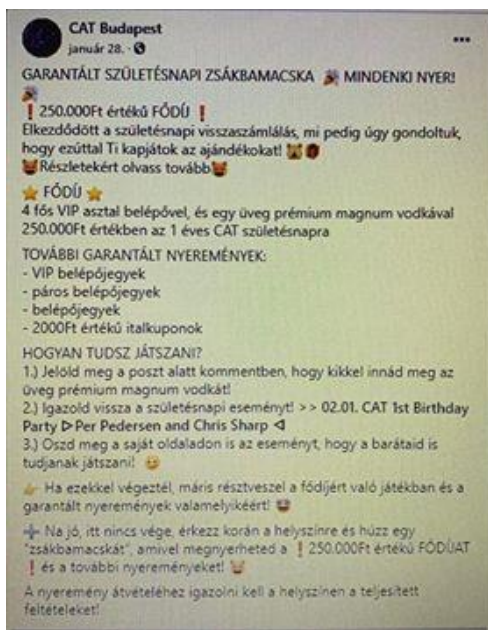 CAT Budapest
január 28. ·
GARANTÁLT SZÜLETÉSNAPI ZSÁKBAMACSKA 🎉 MINDENKI NYER!
🎉
❗250.000Ft értékű FŐDÍJ ❗
Elkezdődött a születésnapi visszaszámlálás, mi pedig úgy gondoltuk,
hogy ezúttal Ti kapjátok az ajándékokat!
Részletekért olvass tovább
⭐ FŐDÍJ ⭐
4 fős VIP asztal belépővel, és egy üveg prémium magnum vodkával
250.000Ft értékben az 1 éves CAT születésnapra
TOVÁBBI GARANTÁLT NYEREMÉNYEK:
- VIP belépőjegyek
- páros belépőjegyek
- belépőjegyek
- 2000Ft értékű italkuponok
HOGYAN TUDSZ JÁTSZANI?
1.) Jelöld meg a poszt alatt kommentben, hogy kikkel innád meg az
üveg prémium magnum vodkát!
2.) Igazold vissza a születésnapi eseményt! >> 02.01. CAT 1st Birthday
Party ᐅ Per Pedersen and Chris Sharp ᐊ
3.) Oszd meg a saját oldaladon is az eseményt, hogy a barátaid is
tudjanak játszani! 😉
👉 Ha ezekkel végeztél, máris résztveszel a fődíjért való játékban és a
garantált nyeremények valamelyikéért!
➕ Na jó, itt nincs vége, érkezz korán a helyszínre és húzz egy
"zsákbamacskát", amivel megnyerheted a ❗250.000Ft értékű FŐDÍJAT
❗és a további nyereményeket!
A nyeremény átvételéhez igazolni kell a helyszínen a teljesített
feltételeket!